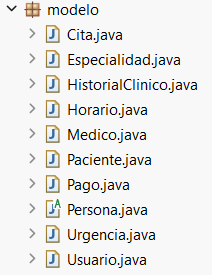 modelo
Cita.java
Especialidad.java
HistorialClinico.java
Horario.java
Medico.java
Paciente.java
Pago.java
Persona.java
Urgencia.java
Usuario.java